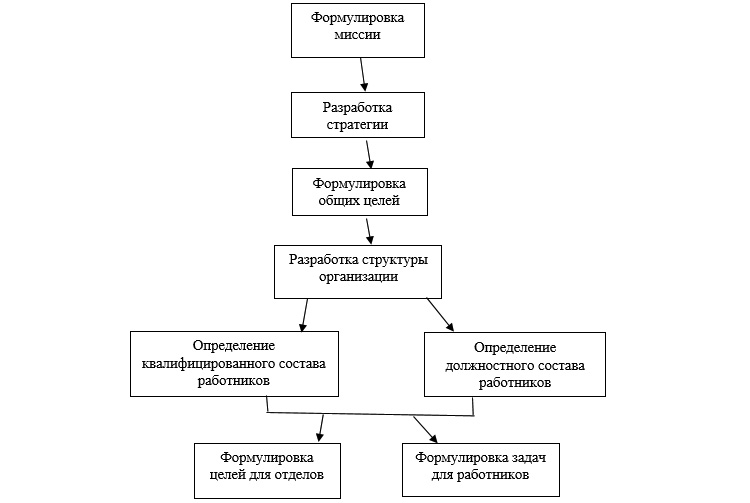 Формулировка
миссии
Разработка
стратегии
Формулировка
общих целей
Разработка структуры
организации
Определение
квалифицированного состава
работников
Определение
должностного состава
работников
Формулировка
целей для отделов
Формулировка задач
для работников